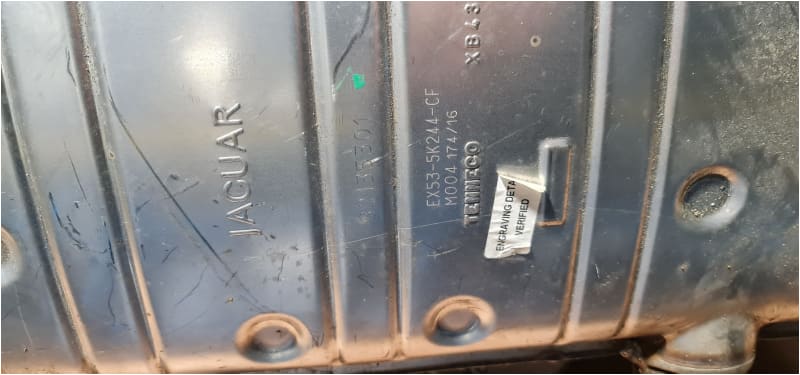 JAGUAR
EX53-5K244-CF
M004 174/16
TENNECO
XB43
ENGRAVING DETA
VERIFIED